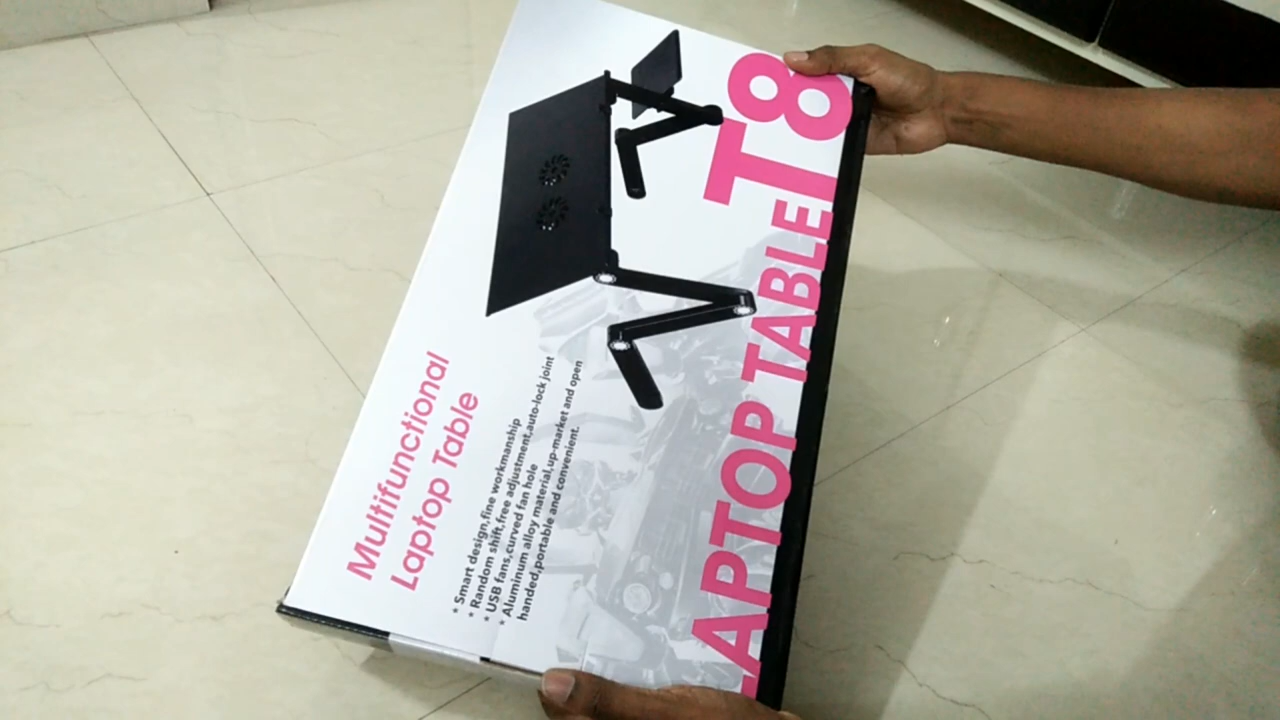 Multifunctional
Laptop Table
* Smart design,fine workmanship
* Random shift,free adjustment,auto-lock joint
* USB fans,curved fan hole
* Aluminum alloy material,up-market and open
handed,portable and convenient.
T8
LAPTOP TABLE